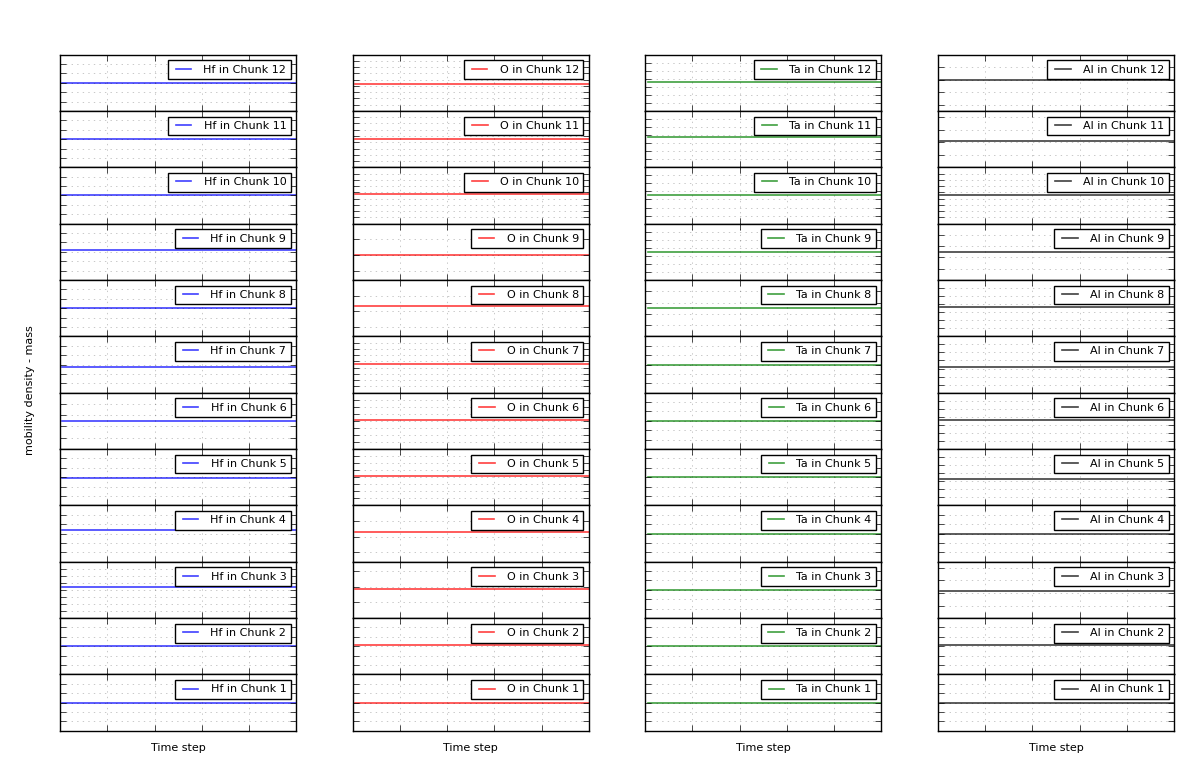 Hf in Chunk 12
O in Chunk 12
Ta in Chunk 12
Al in Chunk 12
Hf in Chunk 11
O in Chunk 11
Ta in Chunk 11
Al in Chunk 11
Hf in Chunk 10
O in Chunk 10
Ta in Chunk 10
Al in Chunk 10
Hf in Chunk 9
O in Chunk 9
Ta in Chunk 9
Al in Chunk 9
Hf in Chunk 8
O in Chunk 8
Ta in Chunk 8
Al in Chunk 8
Hf in Chunk 7
O in Chunk 7
Ta in Chunk 7
Al in Chunk 7
Hf in Chunk 6
O in Chunk 6
Ta in Chunk 6
Al in Chunk 6
Hf in Chunk 5
O in Chunk 5
Ta in Chunk 5
Al in Chunk 5
Hf in Chunk 4
O in Chunk 4
Ta in Chunk 4
Al in Chunk 4
Hf in Chunk 3
O in Chunk 3
Ta in Chunk 3
Al in Chunk 3
Hf in Chunk 2
O in Chunk 2
Ta in Chunk 2
Al in Chunk 2
Hf in Chunk 1
O in Chunk 1
Ta in Chunk 1
Al in Chunk 1
mobility density - mass
Time step
Time step
Time step
Time step